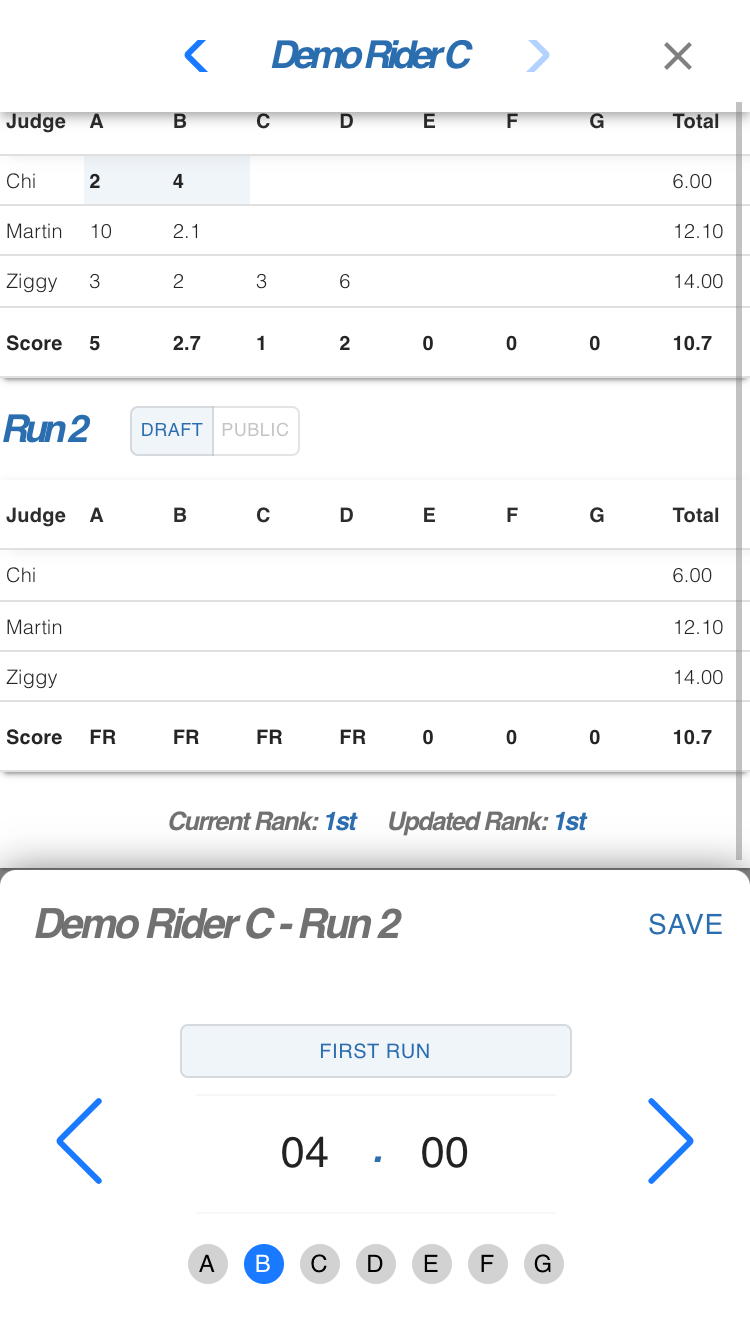 Demo Rider C
Judge A B C D E F G Total
Chi 2 4 6.00
Martin 10 2.1 12.10
Ziggy 3 2 3 6 14.00
Score 5 2.7 1 2 0 0 0 10.7
Run 2 DRAFT PUBLIC
Judge A B C D E F G Total
Chi 6.00
Martin 12.10
Ziggy 14.00
Score FR FR FR FR 0 0 0 10.7
Current Rank: 1st Updated Rank: 1st
Demo Rider C - Run 2 SAVE
FIRST RUN
04 . 00
A B C D E F G